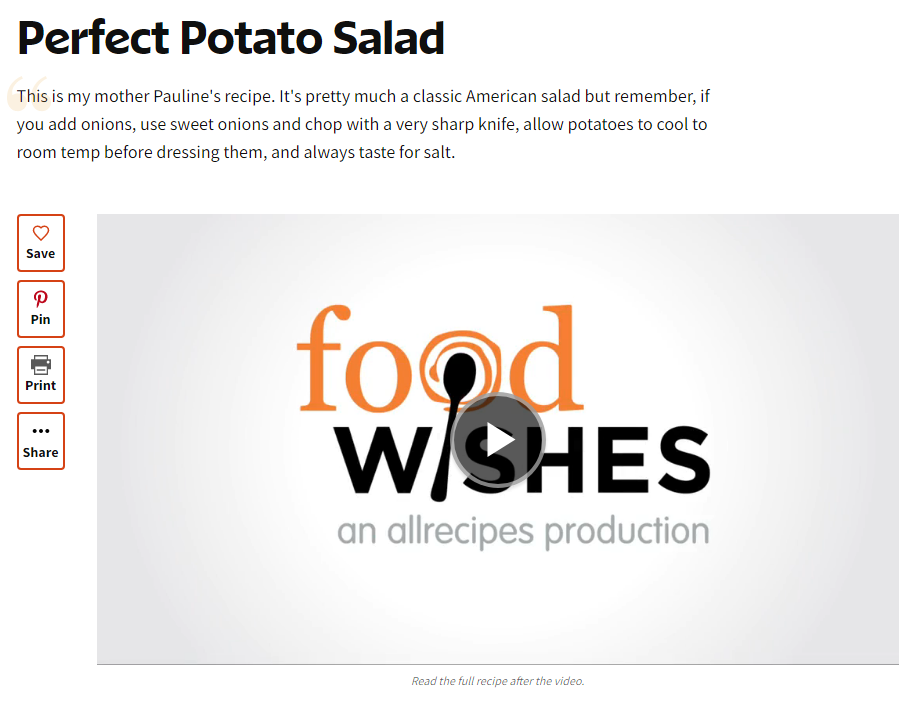 Perfect Potato Salad
This is my mother Pauline's recipe. It's pretty much a classic American salad but remember, if
you add onions, use sweet onions and chop with a very sharp knife, allow potatoes to cool to
room temp before dressing them, and always taste for salt.
Save
Pin
Print
Share
food
WISHES
an allrecipes production
Read the full recipe after the video.